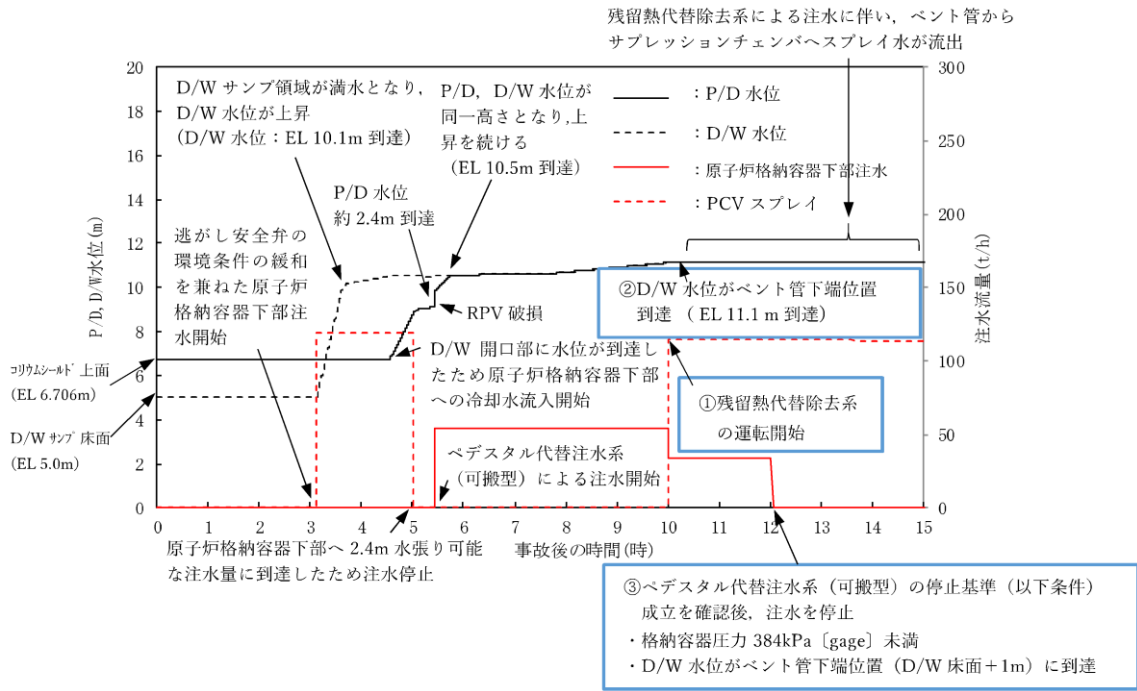 残留熱代替除去系による注水に伴い，ベント管から
サプレッションチェンバへスプレイ水が流出
D/W サンプ領域が満水となり，
D/W 水位が上昇
(D/W 水位：EL 10.1m 到達)
P/D，D/W 水位が
同一高さとなり,上
昇を続ける
(EL 10.5m 到達)
：P/D 水位
：D/W 水位
：原子炉格納容器下部注水
：PCV スプレイ
P/D 水位
約 2.4m 到達
逃がし安全弁の
環境条件の緩和
を兼ねた原子炉
格納容器下部注
水開始
RPV 破損
D/W 開口部に水位が到達し
たため原子炉格納容器下部
への冷却水流入開始
②D/W 水位がベント管下端位置
到達（ EL 11.1 m 到達）
①残留熱代替除去系
の運転開始
ペデスタル代替注水系
（可搬型）による注水開始
コリウムシールド 上面
(EL 6.706m)
D/W サンプ 床面
(EL 5.0m)
P/D, D/W水位(m)
20
18
16
14
12
10
8
6
4
2
0
300
250
200
150
100
50
0
注水流量(t/h)
0 1 2 3 4 5 6 7 8 9 10 11 12 13 14 15
事故後の時間(時)
原子炉格納容器下部へ 2.4m 水張り可能
な注水量に到達したため注水停止
③ペデスタル代替注水系（可搬型）の停止基準（以下条件）
成立を確認後，注水を停止
・格納容器圧力 384kPa〔gage〕未満
・D/W 水位がベント管下端位置（D/W 床面＋1m）に到達